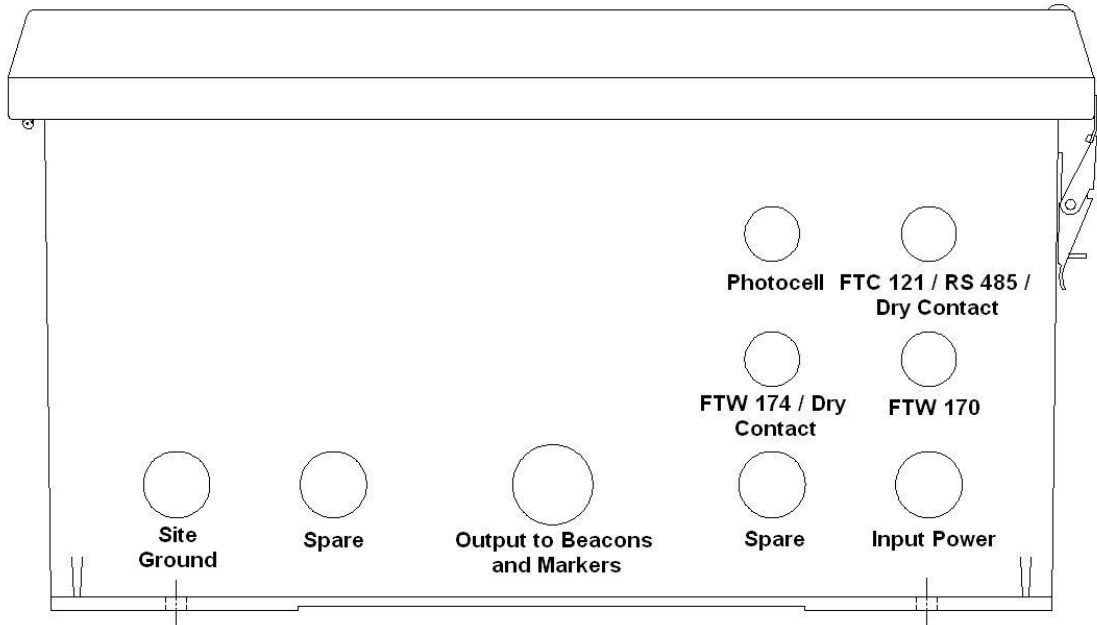 Photocell
FTC 121 / RS 485 /
Dry Contact
FTW 174 / Dry
Contact
FTW 170
Site
Ground
Spare
Output to Beacons
and Markers
Spare
Input Power